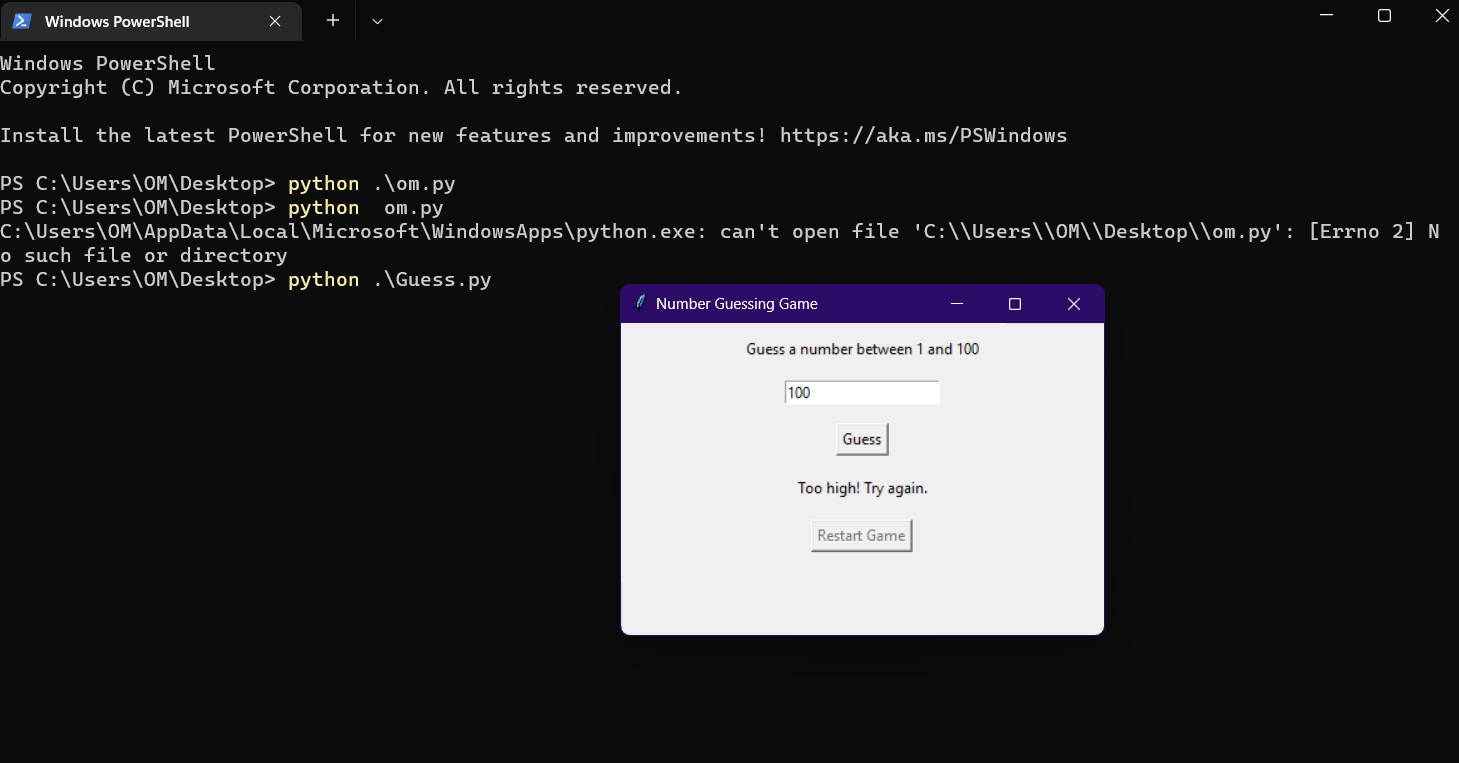 Windows PowerShell
Windows PowerShell
Copyright (C) Microsoft Corporation. All rights reserved.
Install the latest PowerShell for new features and improvements! https://aka.ms/PSWindows
PS C:\Users\OM\Desktop> python .\om.py
PS C:\Users\OM\Desktop> python  om.py
C:\Users\OM\AppData\Local\Microsoft\WindowsApps\python.exe: can't open file 'C:\\Users\\OM\\Desktop\\om.py': [Errno 2] N
o such file or directory
PS C:\Users\OM\Desktop> python .\Guess.py
Number Guessing Game
Guess a number between 1 and 100
100
Guess
Too high! Try again.
Restart Game